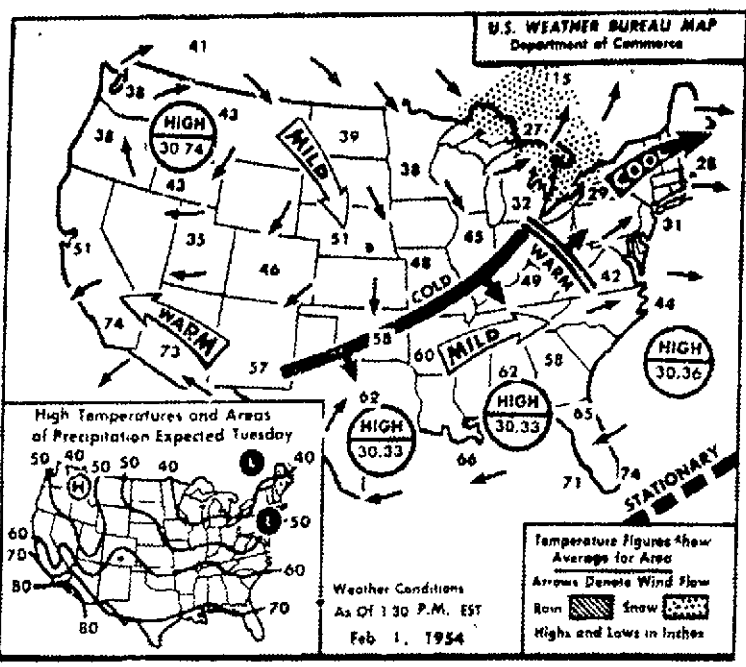 U.S. WEATHER BUREAU MAP
Department of Commerce
41
15
38
43
HIGH
30 74
MILD
39
27
38
38
COOL
28
43
32
29
31
51
35
51
45
46
48
COLD
WARM
49
42
44
74
WARM
73
58
60
MILD
58
HIGH
30.36
57
62
62
HIGH
30.33
HIGH
30.33
65
66
71
74
STATIONARY
High Temperatures and Areas
of Precipitation Expected Tuesday
50
40
50
50
40
L
40
H
L
50
60
70
60
80
80
70
Weather Conditions
As Of 1 30 P.M. EST
Feb 1, 1954
Temperature Figures Show
Average for Area
Arrows Denote Wind Flow
Rain
Snow
Highs and Lows in Inches